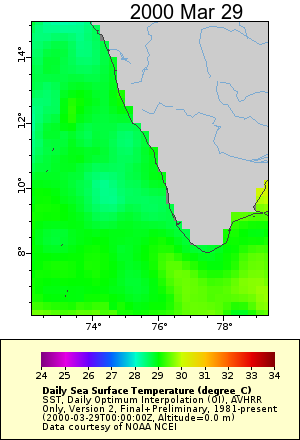 2000 Mar 29
14°
12°
10°
8°
74° 76° 78°
24 25 26 27 28 29 30 31 32 33 34
Daily Sea Surface Temperature (degree_C)
SST, Daily Optimum Interpolation (OI), AVHRR
Only, Version 2, Final+Preliminary, 1981-present
(2000-03-29T00:00:00Z, Altitude=0.0 m)
Data courtesy of NOAA NCEI